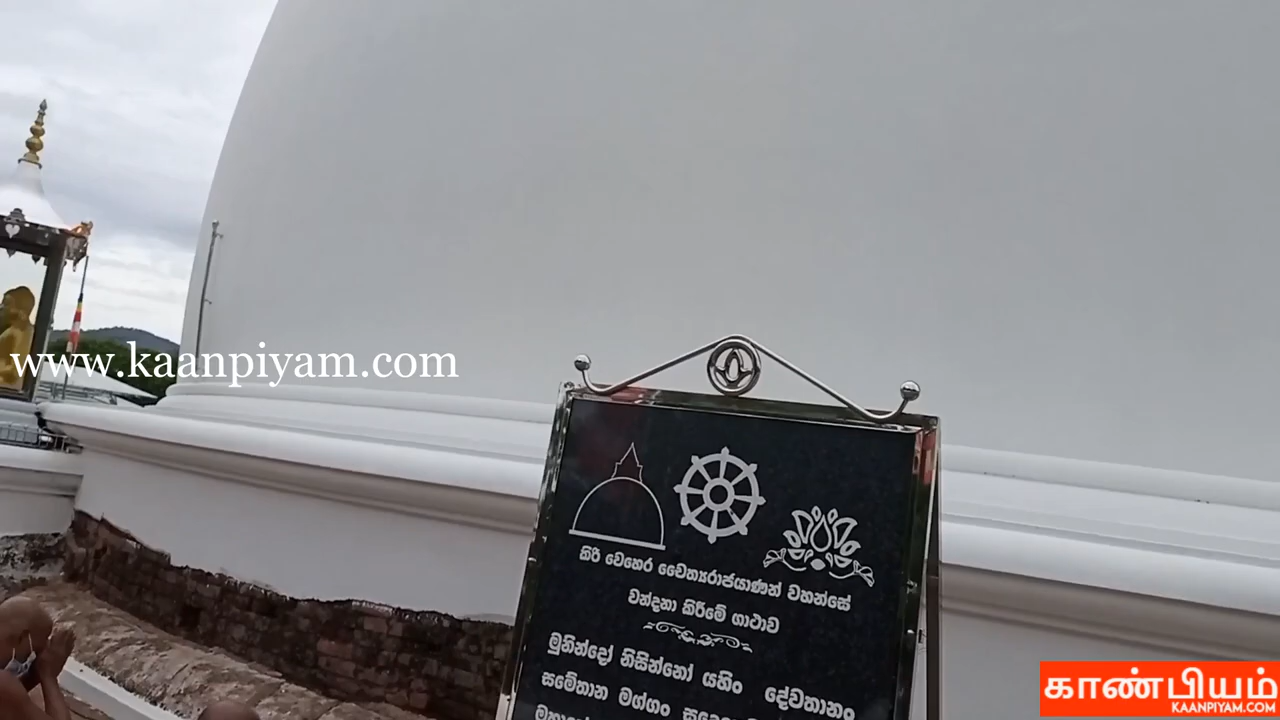 www.kaanpiyam.com
කිරි වෙහෙර චෛත්‍යරාජයාණන් වහන්සේ
වන්දනා කිරීමේ ගාථාව
මුනින්දෝ නිසින්නෝ යහිං දේවතානං
සමේතාන මග්ගං
காண்பியம்
KAANPIYAM.COM